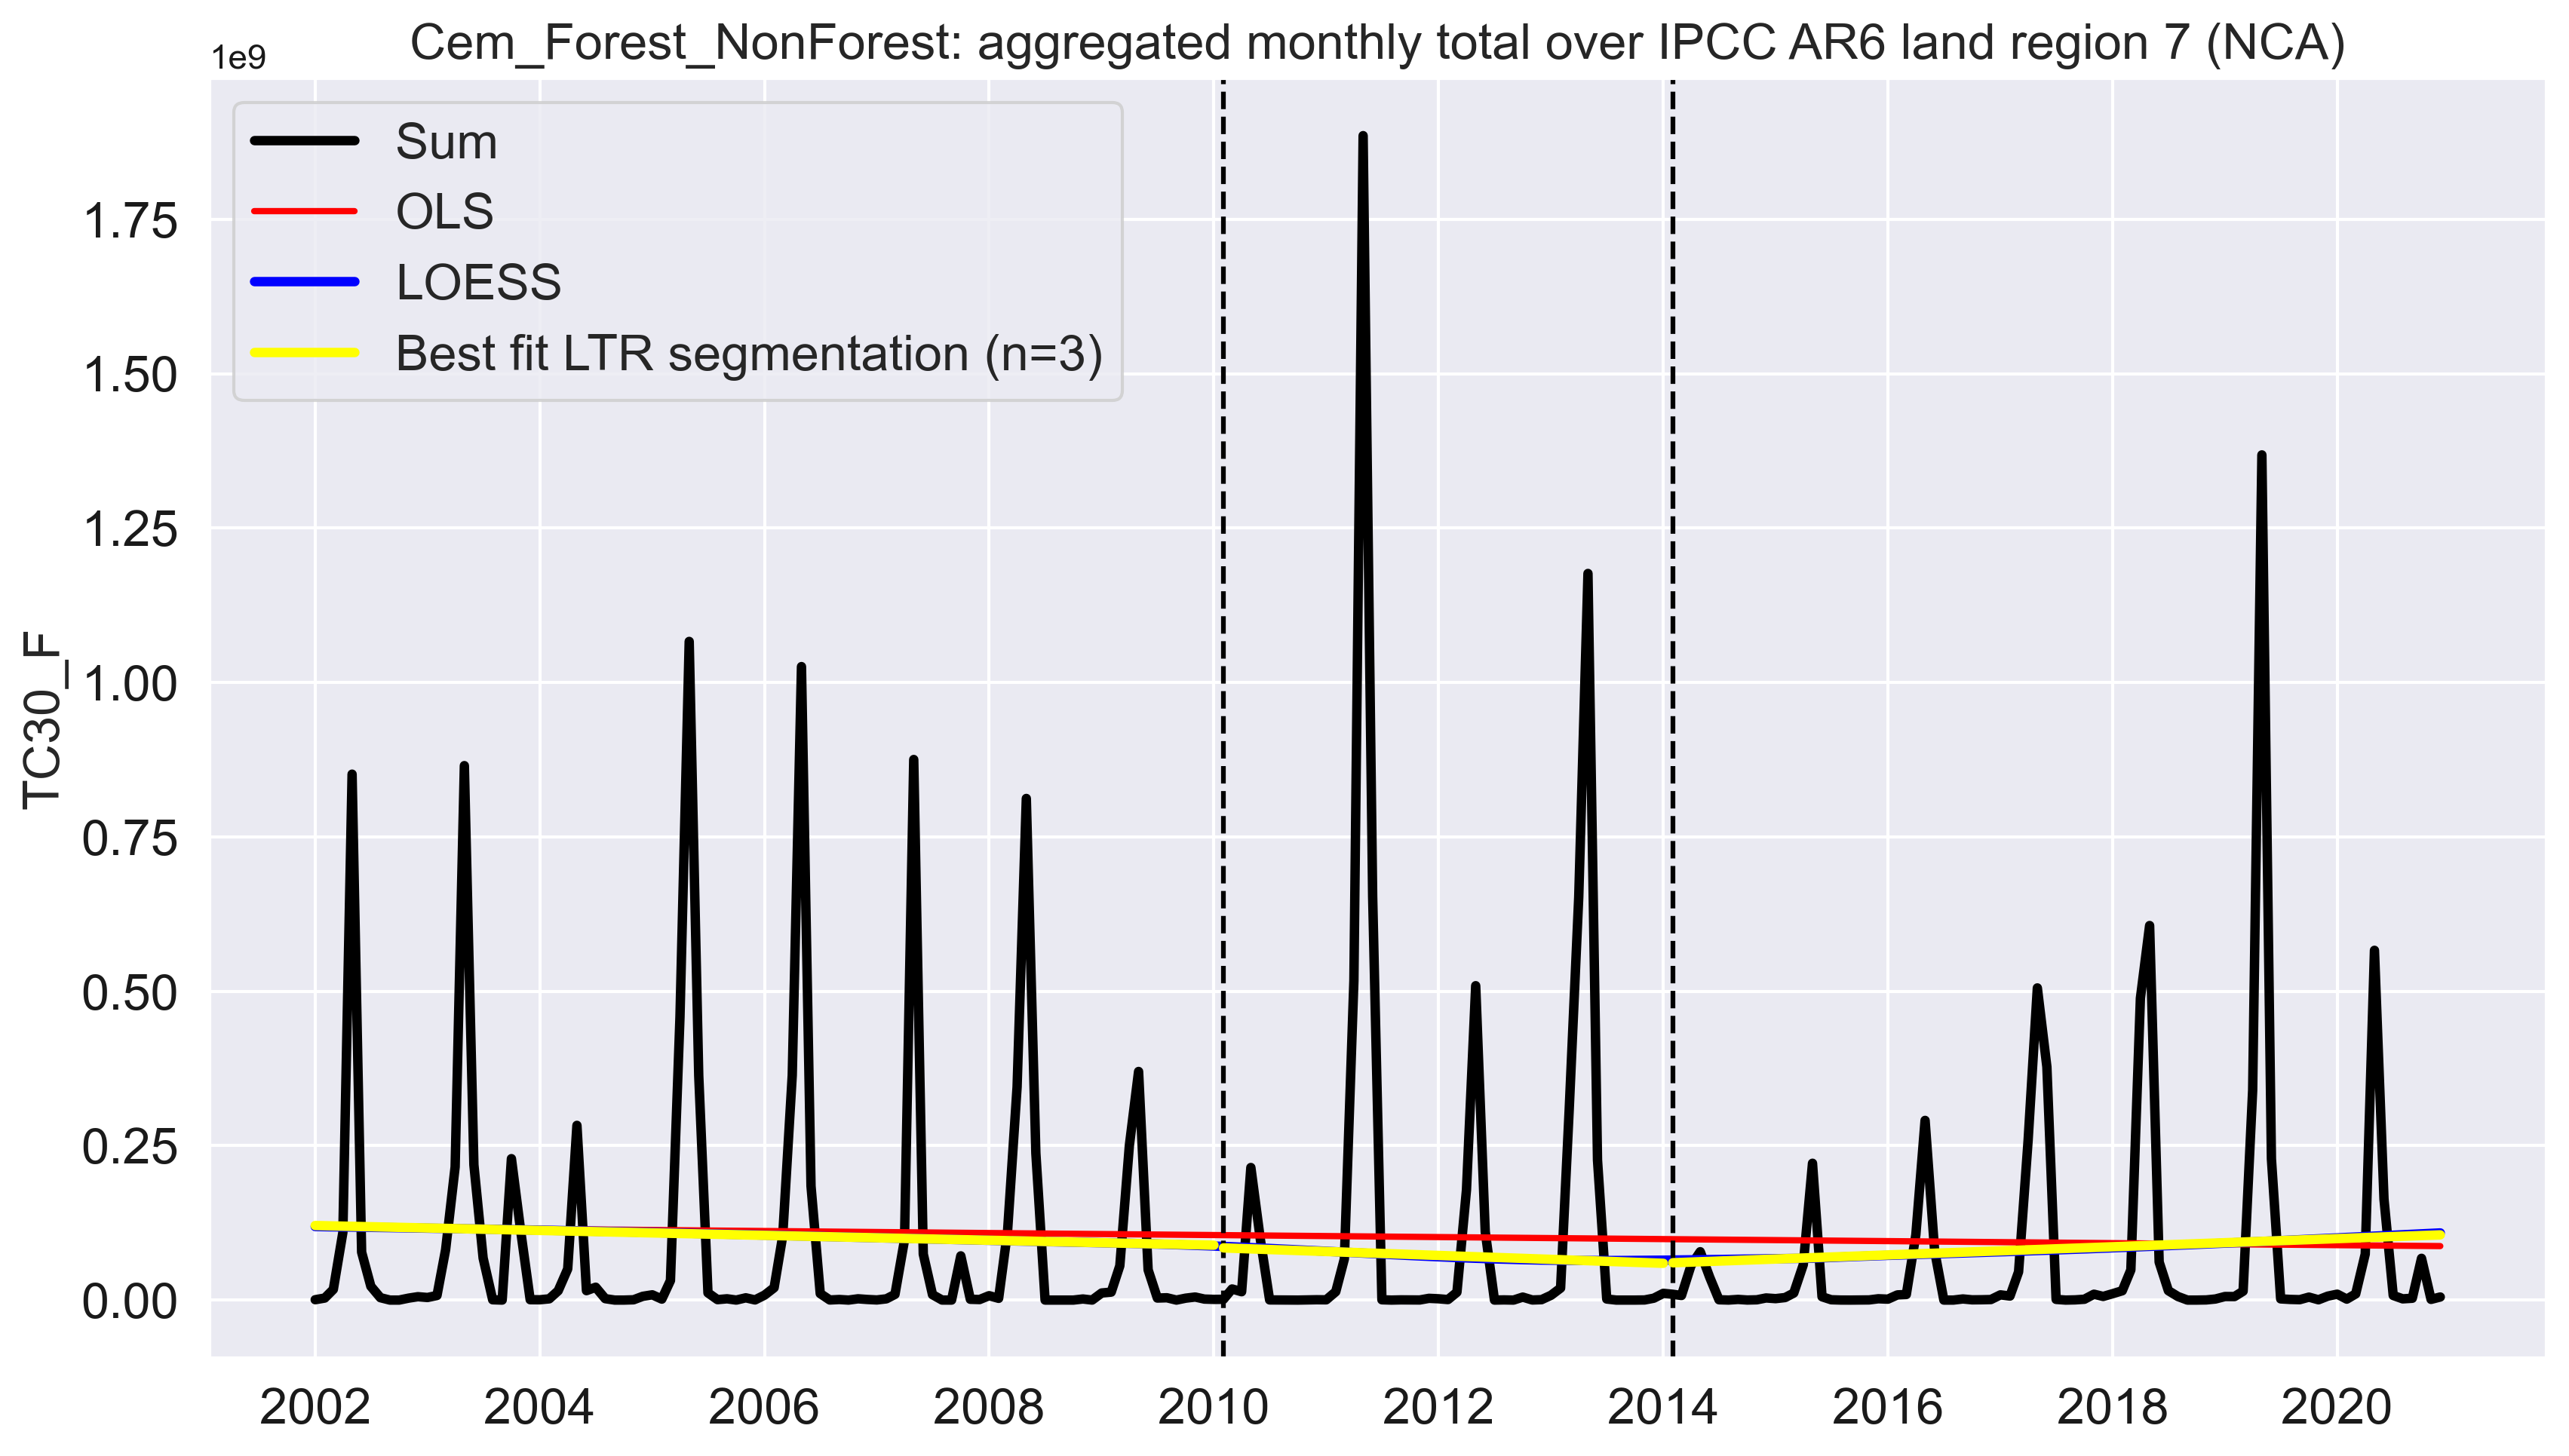 Cem_Forest_NonForest: aggregated monthly total over IPCC AR6 land region 7 (NCA)
1e9
Sum
OLS
LOESS
Best fit LTR segmentation (n=3)
1.75
1.50
1.25
1.00
0.75
0.50
0.25
0.00
TC30_F
2002 2004 2006 2008 2010 2012 2014 2016 2018 2020